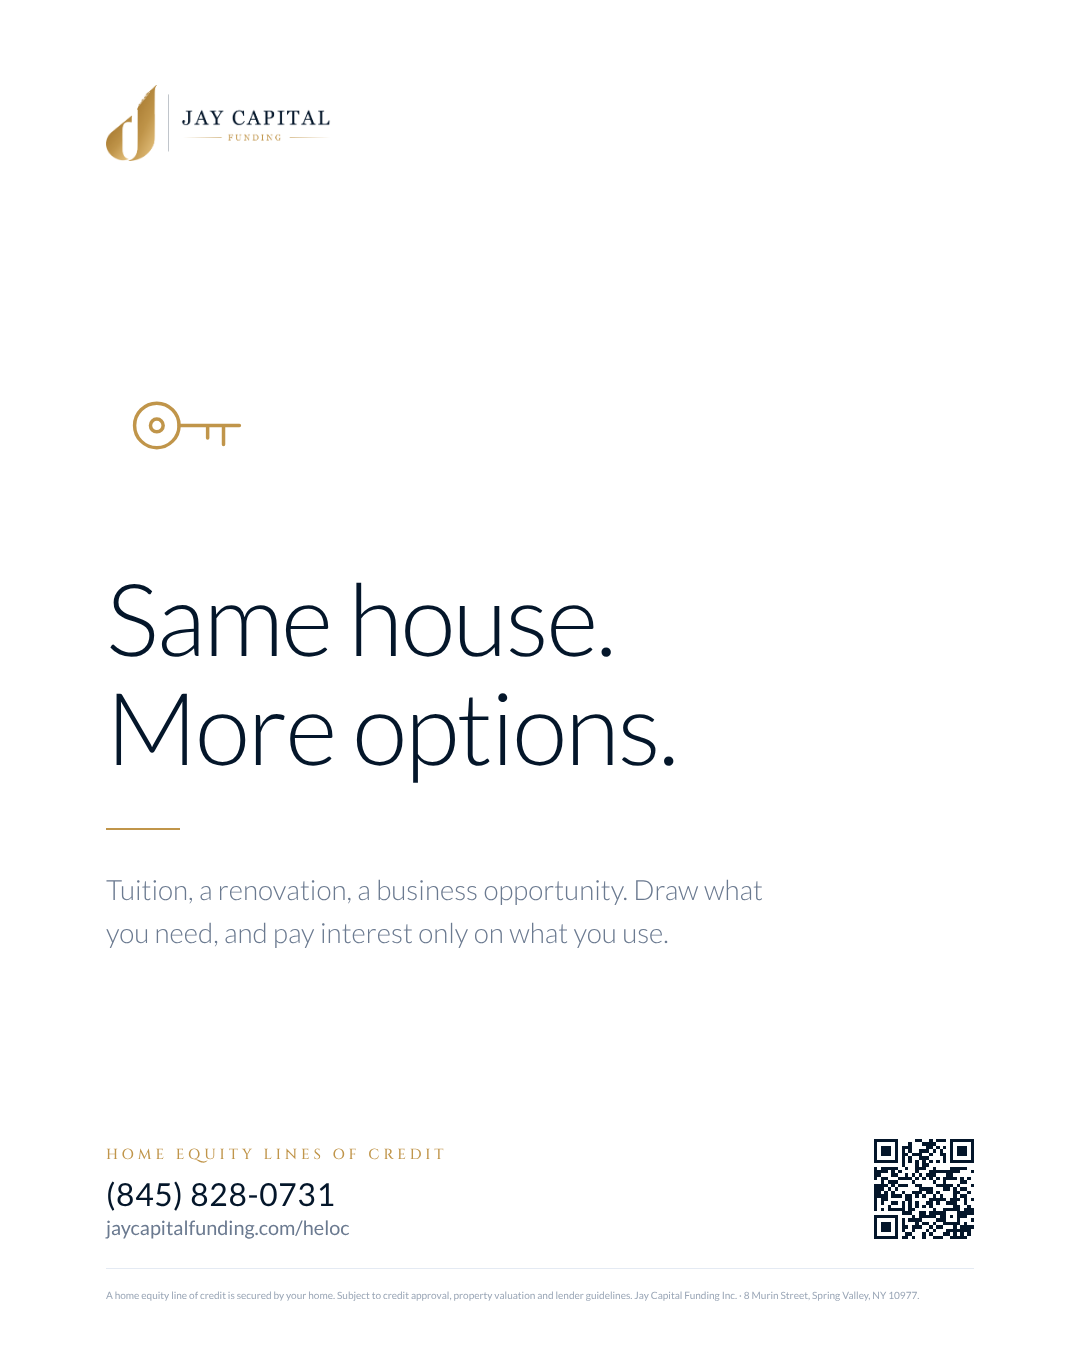 JAY CAPITAL
FUNDING
Same house.
More options.
Tuition, a renovation, a business opportunity. Draw what
you need, and pay interest only on what you use.
HOME EQUITY LINES OF CREDIT
(845) 828-0731
jaycapitalfunding.com/heloc
A home equity line of credit is secured by your home. Subject to credit approval, property valuation and lender guidelines. Jay Capital Funding Inc. · 8 Murin Street, Spring Valley, NY 10977.